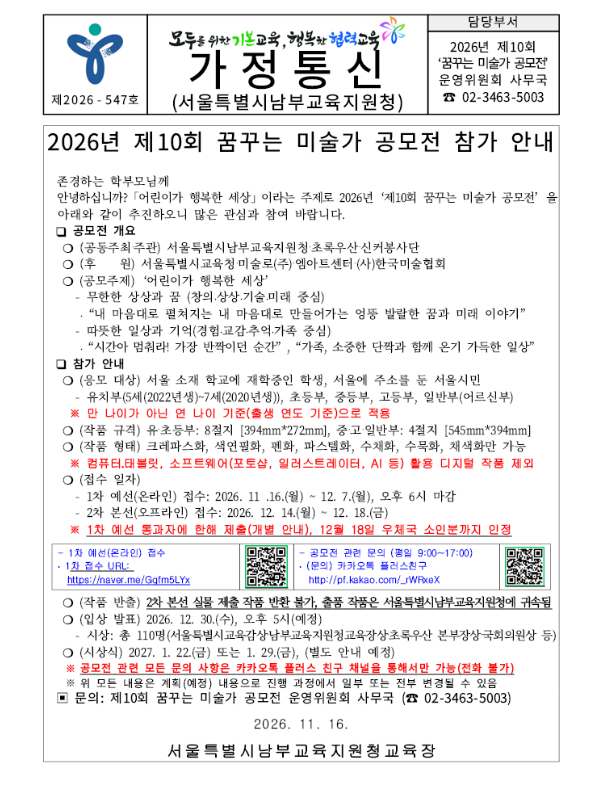 모두를 위한 기본교육, 행복한 협력교육
가 정 통 신
(서울특별시남부교육지원청)
제2026 - 547호
담당부서
2026년 제10회
‘꿈꾸는 미술가 공모전’
운영위원회 사무국
☎ 02-3463-5003
2026년 제10회 꿈꾸는 미술가 공모전 참가 안내
존경하는 학부모님께
안녕하십니까? 「어린이가 행복한 세상」이라는 주제로 2026년 ‘제10회 꿈꾸는 미술가 공모전’ 을
아래와 같이 추진하오니 많은 관심과 참여 바랍니다.
❏ 공모전 개요
❍ (공동주최·주관) 서울특별시남부교육지원청·초록우산·신커봉사단
❍ (후 원) 서울특별시교육청·미술로(주) 엠아트센터·(사)한국미술협회
❍ (공모주제) ‘어린이가 행복한 세상’
- 무한한 상상과 꿈 (창의·상상·기술·미래 중심)
· “내 마음대로 펼쳐지는 내 마음대로 만들어가는 엉뚱 발랄한 꿈과 미래 이야기”
- 따뜻한 일상과 기억(경험·교감·추억·가족 중심)
· “시간아 멈춰라! 가장 반짝이던 순간” , “가족, 소중한 단짝과 함께 온기 가득한 일상”
❏ 참가 안내
❍ (응모 대상) 서울 소재 학교에 재학중인 학생, 서울에 주소를 둔 서울시민
- 유치부(5세(2022년생)~7세(2020년생)), 초등부, 중등부, 고등부, 일반부(어르신부)
※ 만 나이가 아닌 연 나이 기준(출생 연도 기준)으로 적용
❍ (작품 규격) 유·초등부: 8절지 [394mm*272mm], 중·고·일반부: 4절지 [545mm*394mm]
❍ (작품 형태) 크레파스화, 색연필화, 펜화, 파스텔화, 수채화, 수묵화, 채색화만 가능
※ 컴퓨터.태블릿, 소프트웨어(포토샵, 일러스트레이터, AI 등) 활용 디지털 작품 제외
❍ (접수 일자)
- 1차 예선(온라인) 접수: 2026. 11 .16.(월) ~ 12. 7.(월), 오후 6시 마감
- 2차 본선(오프라인) 접수: 2026. 12. 14.(월) ~ 12. 18.(금)
※ 1차 예선 통과자에 한해 제출(개별 안내), 12월 18일 우체국 소인분까지 인정
- 1차 예선(온라인) 접수
· 1차 접수 URL:
https://naver.me/Gqfm5LYx
- 공모전 관련 문의 (평일 9:00~17:00)
· (문의) 카카오톡 플러스친구
http://pf.kakao.com/_rWRxeX
❍ (작품 반출) 2차 본선 실물 제출 작품 반환 불가, 출품 작품은 서울특별시남부교육지원청에 귀속됨
❍ (입상 발표) 2026. 12. 30.(수), 오후 5시(예정)
- 시상: 총 110명(서울특별시교육감상남부교육지원청교육장상초록우산 본부장상국회의원상 등)
❍ (시상식) 2027. 1. 22.(금) 또는 1. 29.(금), (별도 안내 예정)
※ 공모전 관련 모든 문의 사항은 카카오톡 플러스 친구 채널을 통해서만 가능(전화 불가)
※ 위 모든 내용은 계획(예정) 내용으로 진행 과정에서 일부 또는 전부 변경될 수 있음
▣ 문의: 제10회 꿈꾸는 미술가 공모전 운영위원회 사무국 (☎ 02-3463-5003)
2026. 11. 16.
서울특별시남부교육지원청교육장